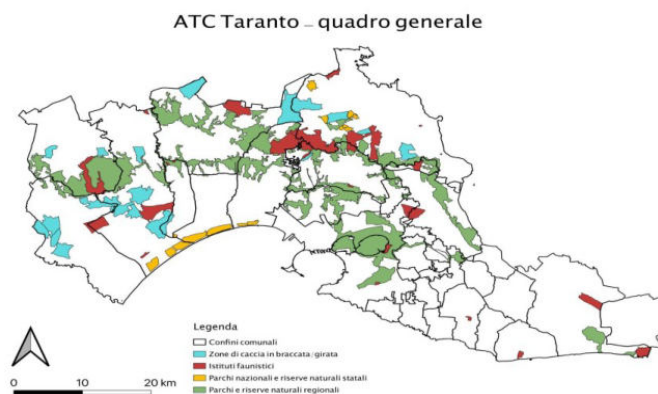 ATC Taranto – quadro generale
Legenda
Confini comunali
Zone di caccia in braccata/girata
Istituti faunistici
Parchi nazionali e riserve naturali statali
Parchi e riserve naturali regionali
0 10 20 km